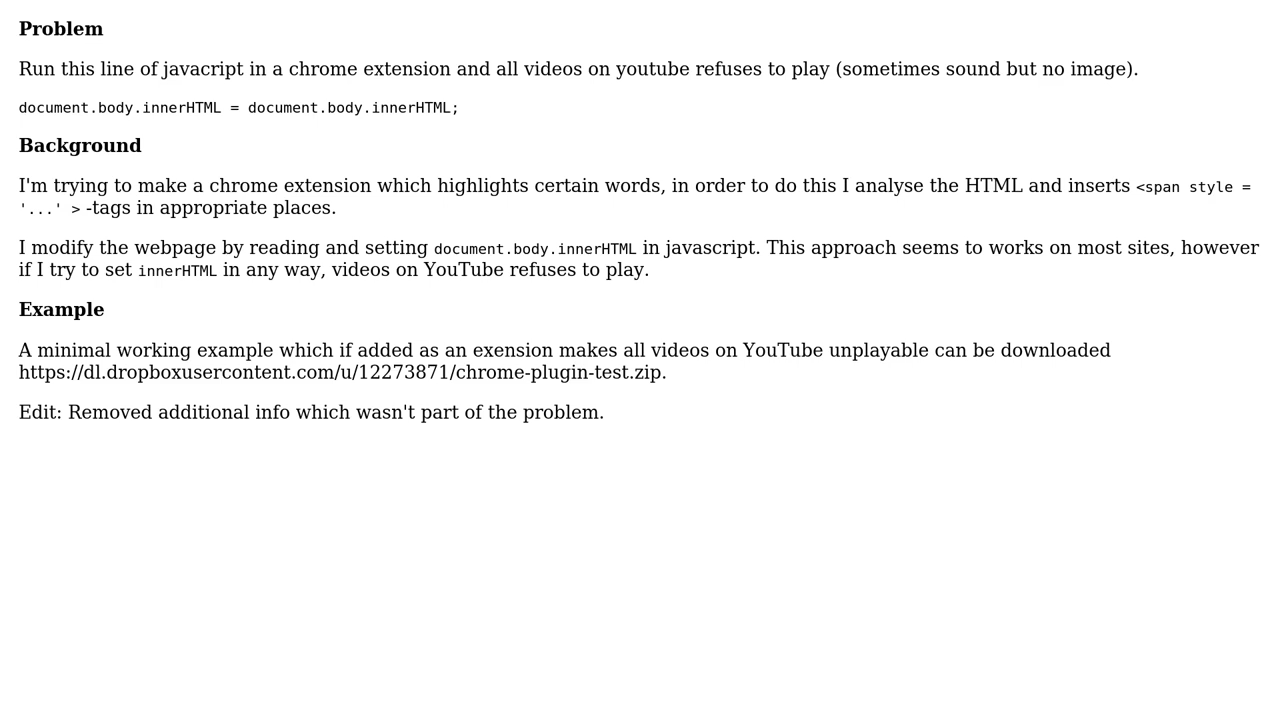 Problem
Run this line of javacript in a chrome extension and all videos on youtube refuses to play (sometimes sound but no image).
document.body.innerHTML = document.body.innerHTML;
Background
I'm trying to make a chrome extension which highlights certain words, in order to do this I analyse the HTML and inserts <span style =
'...' > -tags in appropriate places.
I modify the webpage by reading and setting document.body.innerHTML in javascript. This approach seems to works on most sites, however
if I try to set innerHTML in any way, videos on YouTube refuses to play.
Example
A minimal working example which if added as an exension makes all videos on YouTube unplayable can be downloaded
https://dl.dropboxusercontent.com/u/12273871/chrome-plugin-test.zip.
Edit: Removed additional info which wasn't part of the problem.